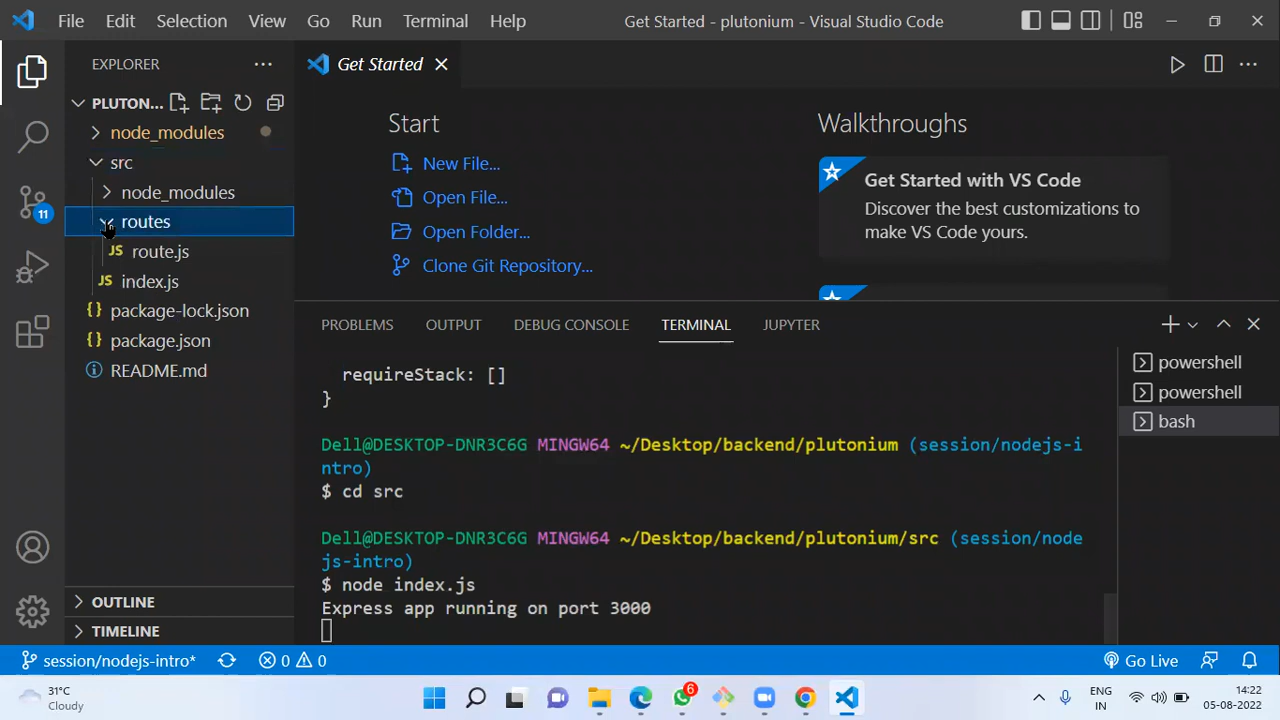 File Edit Selection View Go Run Terminal Help
Get Started - plutonium - Visual Studio Code
EXPLORER
PLUTON...
node_modules
src
node_modules
routes
JS route.js
JS index.js
{} package-lock.json
{} package.json
README.md
OUTLINE
TIMELINE
11
Get Started
Start
New File...
Open File...
Open Folder...
Clone Git Repository...
Walkthroughs
Get Started with VS Code
Discover the best customizations to
make VS Code yours.
PROBLEMS OUTPUT DEBUG CONSOLE TERMINAL JUPYTER
requireStack: []
}
Dell@DESKTOP-DNR3C6G MINGW64 ~/Desktop/backend/plutonium (session/nodejs-i
ntro)
$ cd src
Dell@DESKTOP-DNR3C6G MINGW64 ~/Desktop/backend/plutonium/src (session/node
js-intro)
$ node index.js
Express app running on port 3000
powershell
powershell
bash
session/nodejs-intro* 0 0 Go Live
31°C
Cloudy
6
ENG
IN
14:22
05-08-2022